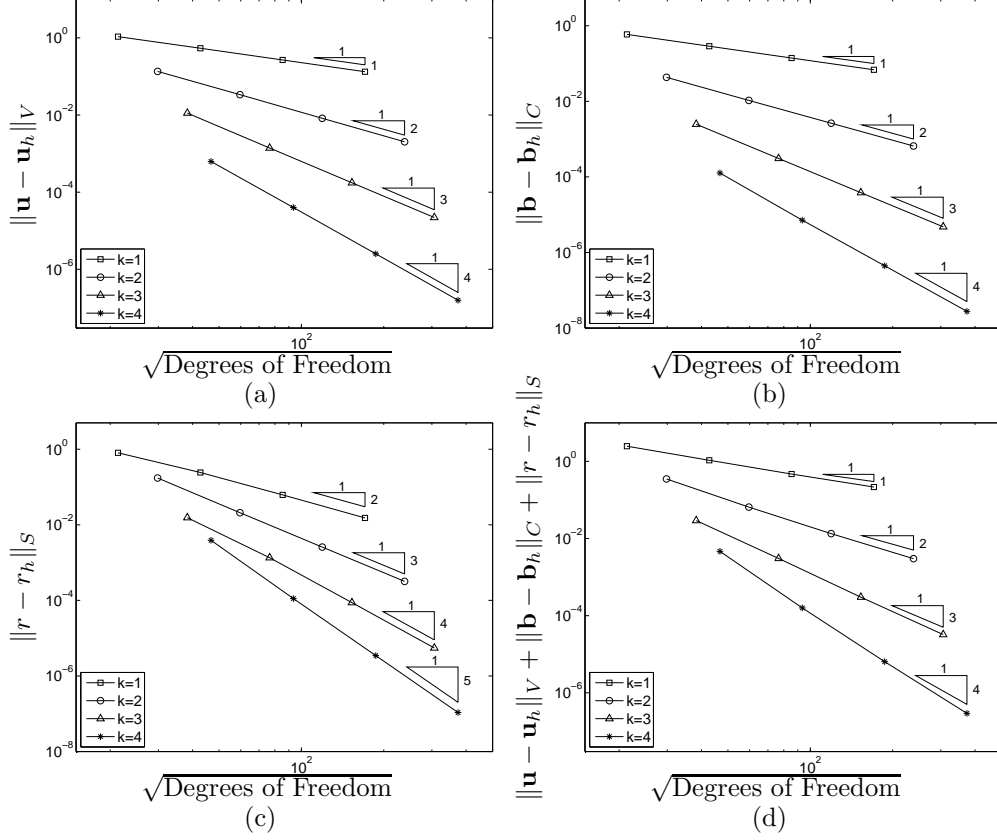 10^0
10^{-2}
10^{-4}
10^{-6}
‖u − u_h‖_V
1
1
1
2
1
3
1
4
k=1
k=2
k=3
k=4
10^2
√Degrees of Freedom
(a)
10^0
10^{-2}
10^{-4}
10^{-6}
10^{-8}
‖b − b_h‖_C
1
1
1
2
1
3
1
4
k=1
k=2
k=3
k=4
10^2
√Degrees of Freedom
(b)
10^0
10^{-2}
10^{-4}
10^{-6}
10^{-8}
‖r − r_h‖_S
1
2
1
3
1
4
1
5
k=1
k=2
k=3
k=4
10^2
√Degrees of Freedom
(c)
10^0
10^{-2}
10^{-4}
10^{-6}
‖u − u_h‖_V + ‖b − b_h‖_C + ‖r − r_h‖_S
1
1
1
2
1
3
1
4
k=1
k=2
k=3
k=4
10^2
√Degrees of Freedom
(d)